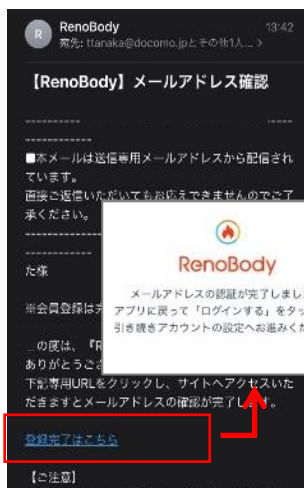 R
RenoBody
13:42
宛先: ttanaka@docomo.jpとその他1人... >
【RenoBody】メールアドレス確認
----------
-----
------------
■本メールは送信専用メールアドレスから配信され
ています。
直接ご返信いただいてもお応えできませんのでご了
承ください。
------------
------------
た様
※会員登録は
の度は、『R
ありがとうご
下記専用URLをクリックし、サイトへアクセスいた
だきますとメールアドレスの確認が完了し
す。
登録完了はこちら
【ご注意】
RenoBody
メールアドレスの認証が完了しまし
アプリに戻って「ログインする」をタッ
引き続きアカウントの設定へお進みくだ